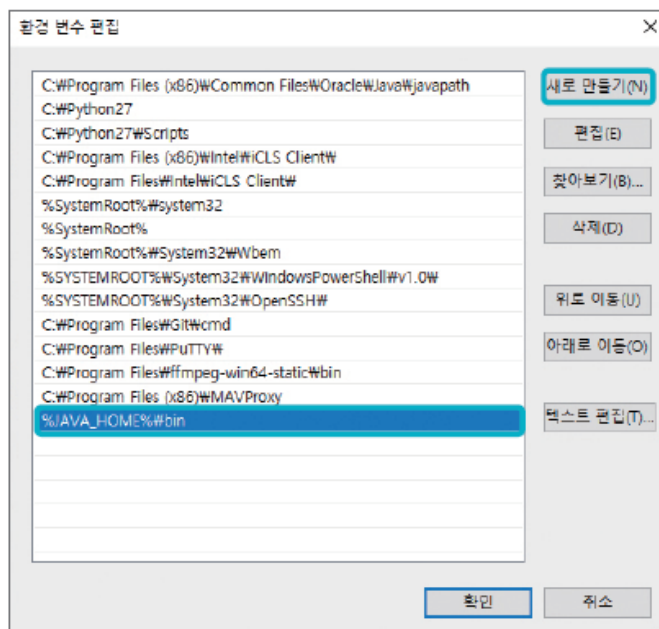 환경 변수 편집
C:₩Program Files (x86)₩Common Files₩Oracle₩Java₩javapath
C:₩Python27
C:₩Python27₩Scripts
C:₩Program Files (x86)₩Intel₩iCLS Client₩
C:₩Program Files₩Intel₩iCLS Client₩
%SystemRoot%₩system32
%SystemRoot%
%SystemRoot%₩System32₩Wbem
%SYSTEMROOT%₩System32₩WindowsPowerShell₩v1.0₩
%SYSTEMROOT%₩System32₩OpenSSH₩
C:₩Program Files₩Git₩cmd
C:₩Program Files₩PuTTY₩
C:₩Program Files₩ffmpeg-win64-static₩bin
C:₩Program Files (x86)₩MAVProxy
%JAVA_HOME%₩bin
새로 만들기(N)
편집(E)
찾아보기(B)...
삭제(D)
위로 이동(U)
아래로 이동(O)
텍스트 편집(T)...
확인
취소